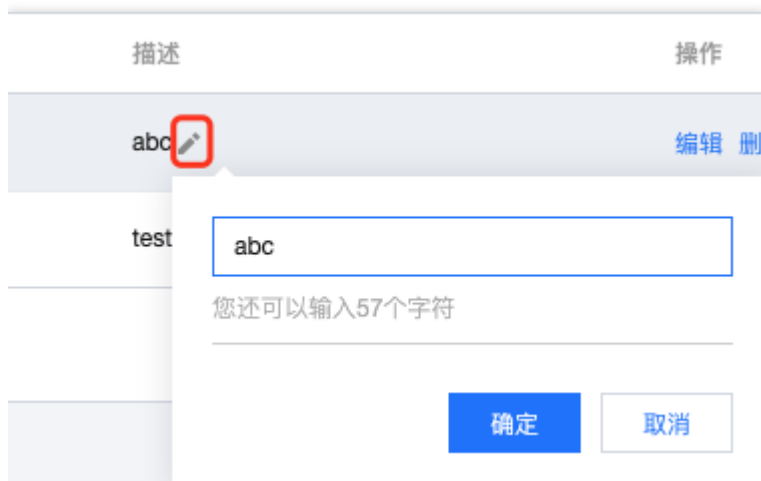 描述 操作
abc 编辑 删
test
abc
您还可以输入57个字符
确定 取消